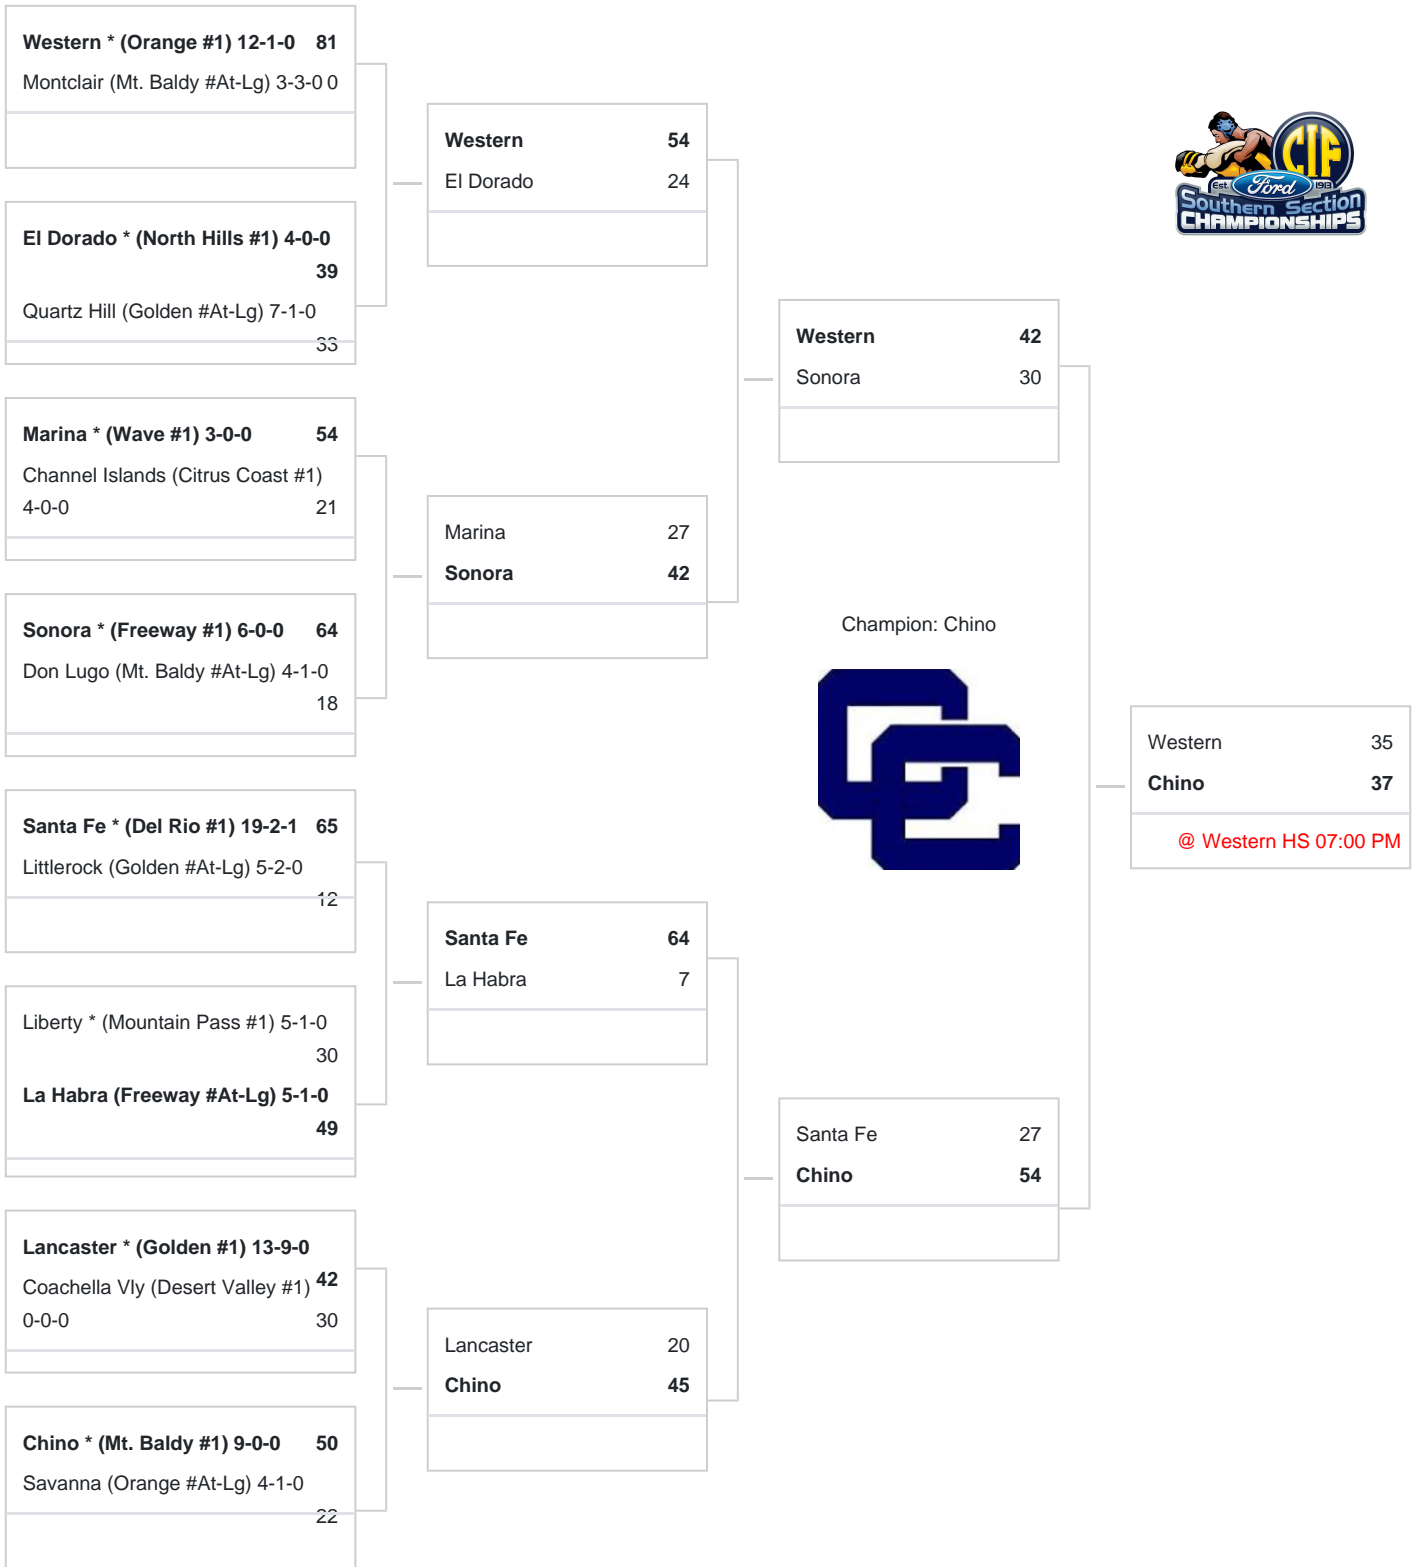 Western * (Orange #1) 12-1-0 81
Montclair (Mt. Baldy #At-Lg) 3-3-0 0
El Dorado * (North Hills #1) 4-0-0
39
Quartz Hill (Golden #At-Lg) 7-1-0
33
Marina * (Wave #1) 3-0-0 54
Channel Islands (Citrus Coast #1)
4-0-0 21
Sonora * (Freeway #1) 6-0-0 64
Don Lugo (Mt. Baldy #At-Lg) 4-1-0
18
Santa Fe * (Del Rio #1) 19-2-1 65
Littlerock (Golden #At-Lg) 5-2-0
12
Liberty * (Mountain Pass #1) 5-1-0
30
La Habra (Freeway #At-Lg) 5-1-0
49
Lancaster * (Golden #1) 13-9-0
42
Coachella Vly (Desert Valley #1)
0-0-0 30
Chino * (Mt. Baldy #1) 9-0-0 50
Savanna (Orange #At-Lg) 4-1-0
22
Western 54
El Dorado 24
Marina 27
Sonora 42
Santa Fe 64
La Habra 7
Lancaster 20
Chino 45
Western 42
Sonora 30
Santa Fe 27
Chino 54
Champion: Chino
CC
Western 35
Chino 37
@ Western HS 07:00 PM
CIF
Est. Ford 1913
Southern Section
CHAMPIONSHIPS